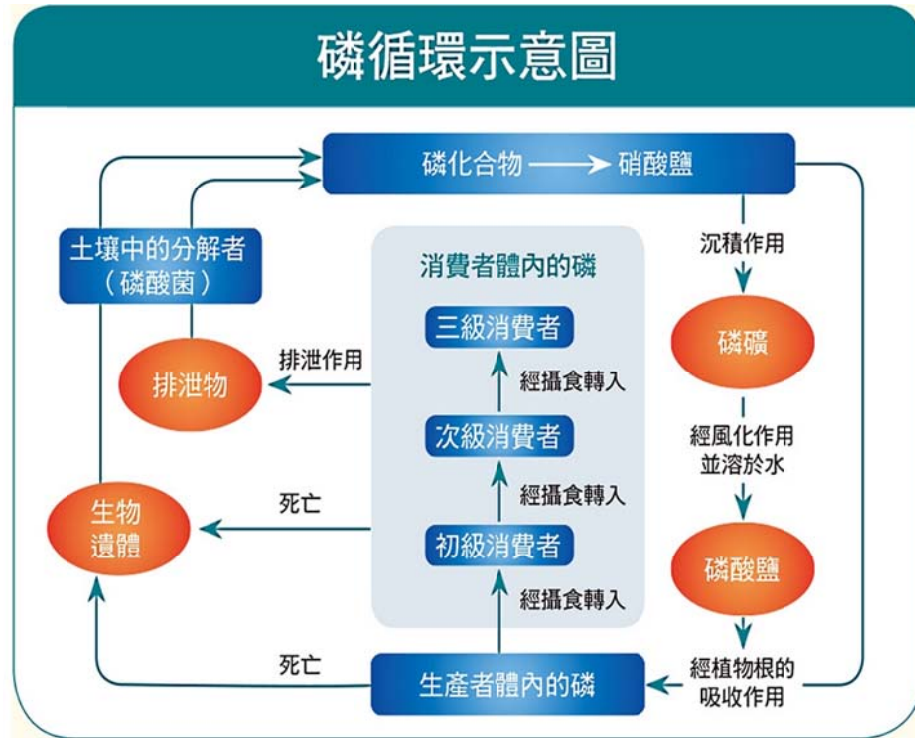 磷循環示意圖
磷化合物 → 硝酸鹽
土壤中的分解者
（磷酸菌）
消費者體內的磷
沉積作用
三級消費者
磷礦
排泄物
排泄作用
經攝食轉入
次級消費者
經風化作用
並溶於水
生物
遺體
死亡
經攝食轉入
初級消費者
磷酸鹽
經攝食轉入
死亡
生產者體內的磷
經植物根的
吸收作用